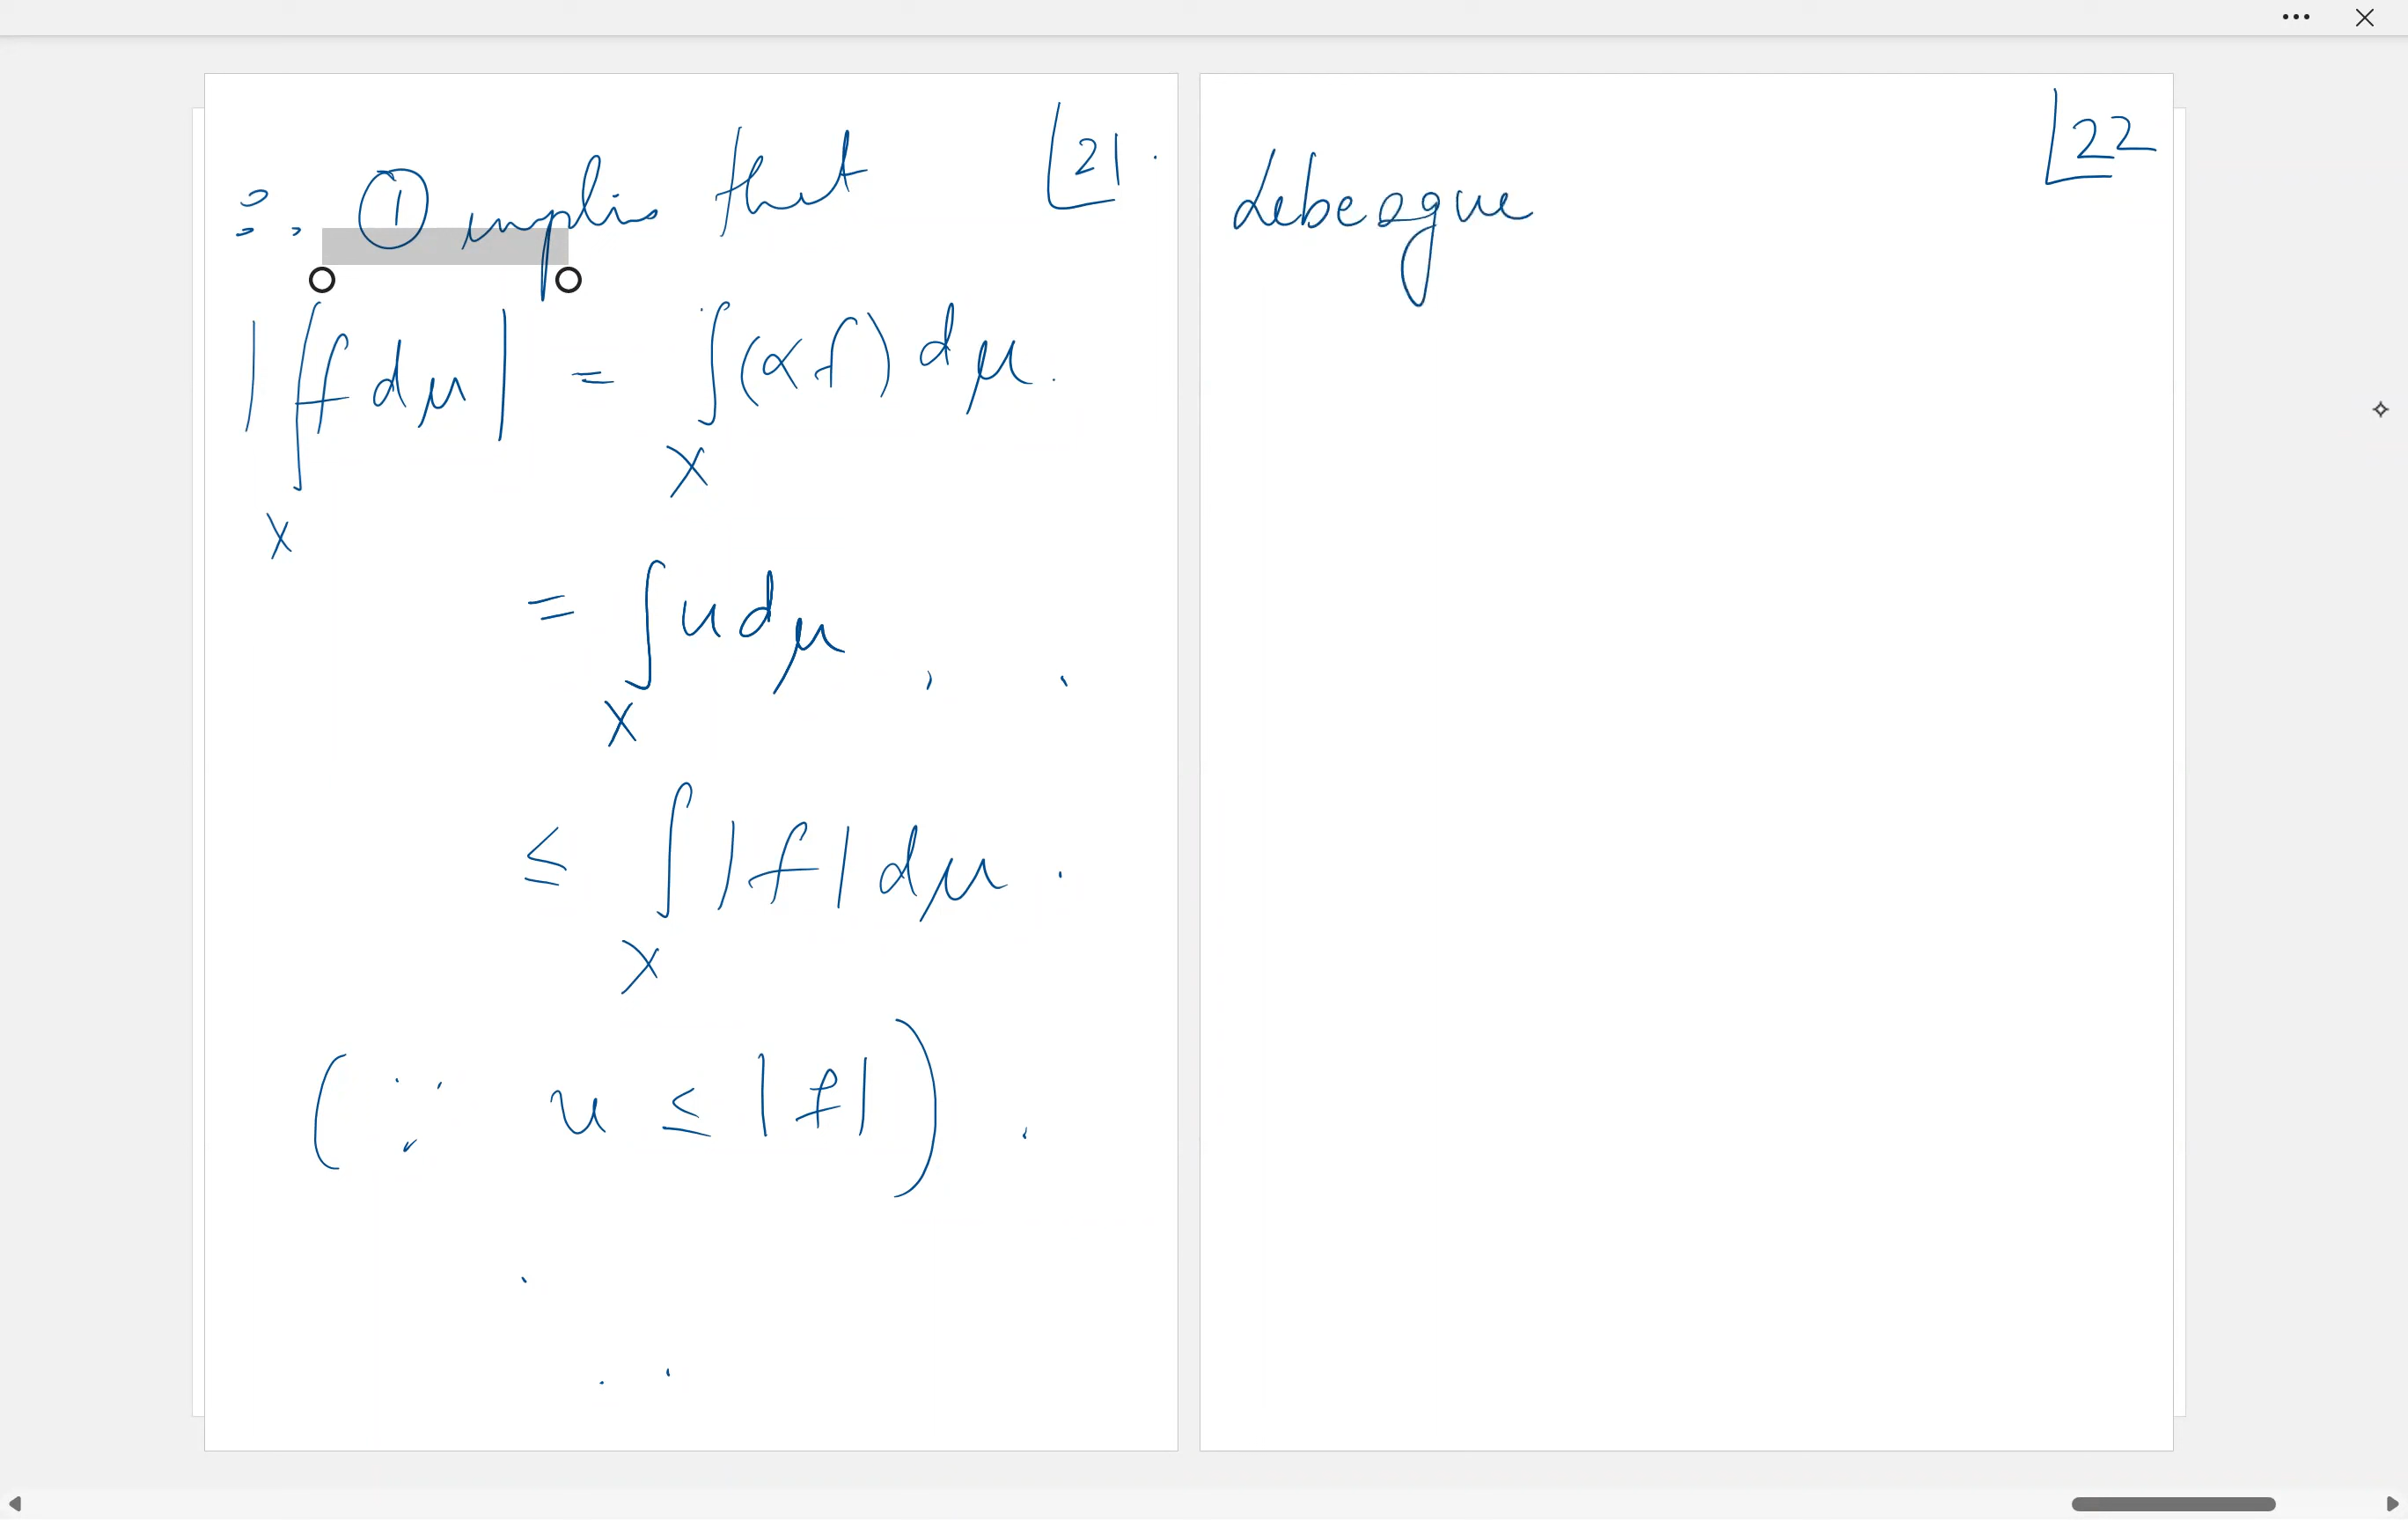 ∴ ① implies that
⌊21.
|∫_X f dμ| = ∫_X (αf) dμ.
= ∫_X u dμ
≤ ∫_X |f| dμ.
(∵ u ≤ |f|).
⌊22
Lebesgue